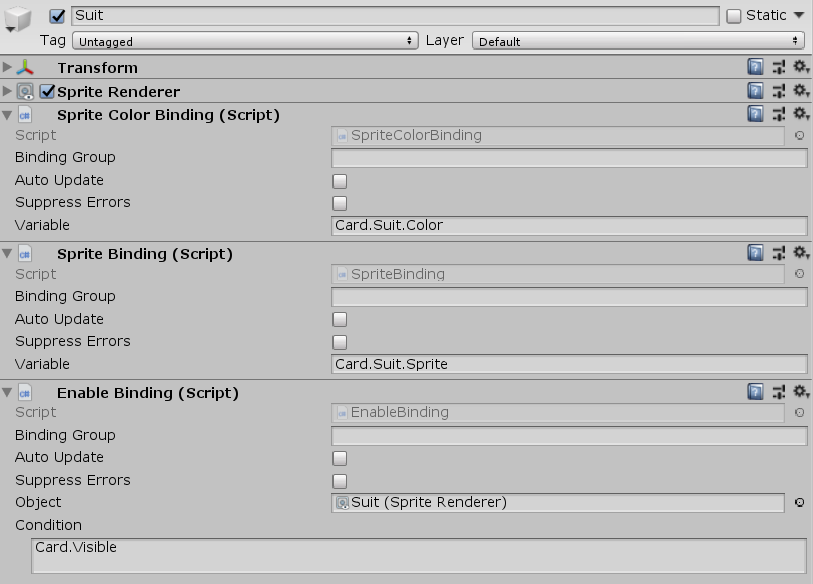 Suit Static
Tag Untagged Layer Default
Transform
Sprite Renderer
Sprite Color Binding (Script)
Script SpriteColorBinding
Binding Group
Auto Update
Suppress Errors
Variable Card.Suit.Color
Sprite Binding (Script)
Script SpriteBinding
Binding Group
Auto Update
Suppress Errors
Variable Card.Suit.Sprite
Enable Binding (Script)
Script EnableBinding
Binding Group
Auto Update
Suppress Errors
Object Suit (Sprite Renderer)
Condition
Card.Visible